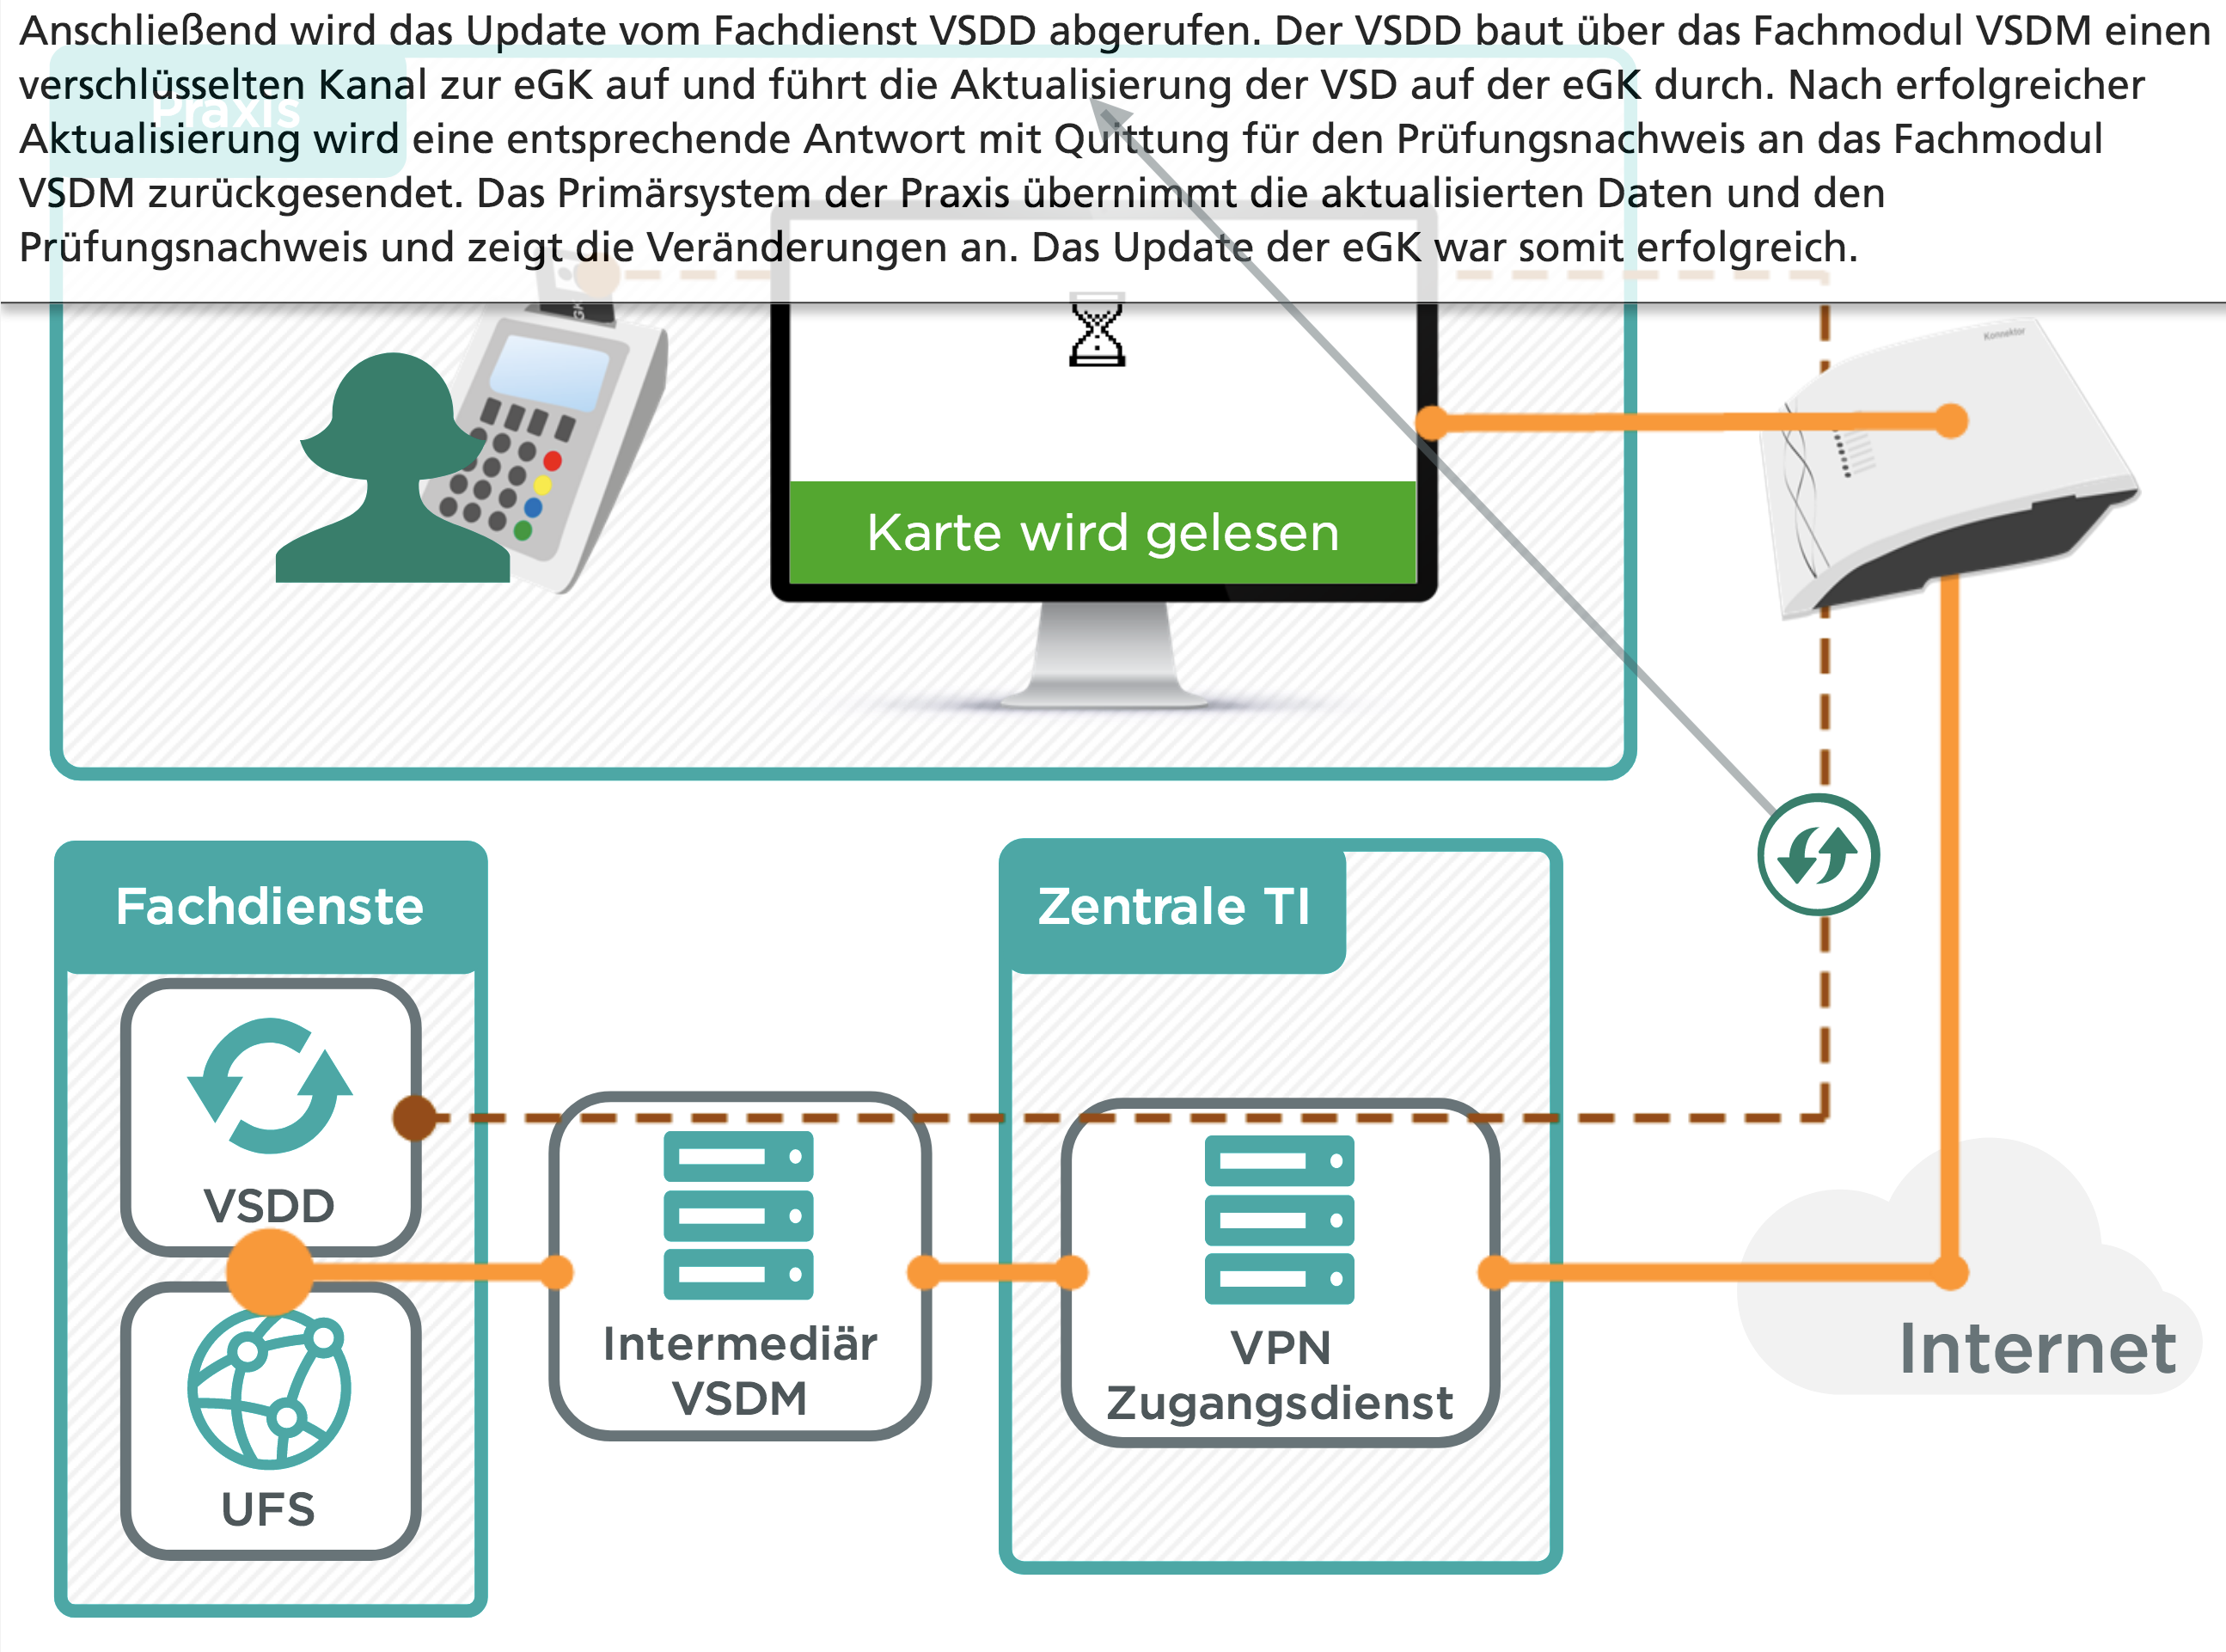 Anschließend wird das Update vom Fachdienst VSDD abgerufen. Der VSDD baut über das Fachmodul VSDM einen
verschlüsselten Kanal zur eGK auf und führt die Aktualisierung der VSD auf der eGK durch. Nach erfolgreicher
Aktualisierung wird eine entsprechende Antwort mit Quittung für den Prüfungsnachweis an das Fachmodul
VSDM zurückgesendet. Das Primärsystem der Praxis übernimmt die aktualisierten Daten und den
Prüfungsnachweis und zeigt die Veränderungen an. Das Update der eGK war somit erfolgreich.
Praxis
Konnektor
Karte wird gelesen
Fachdienste
Zentrale TI
VSDD
Intermediär
VSDM
VPN
Zugangsdienst
Internet
UFS